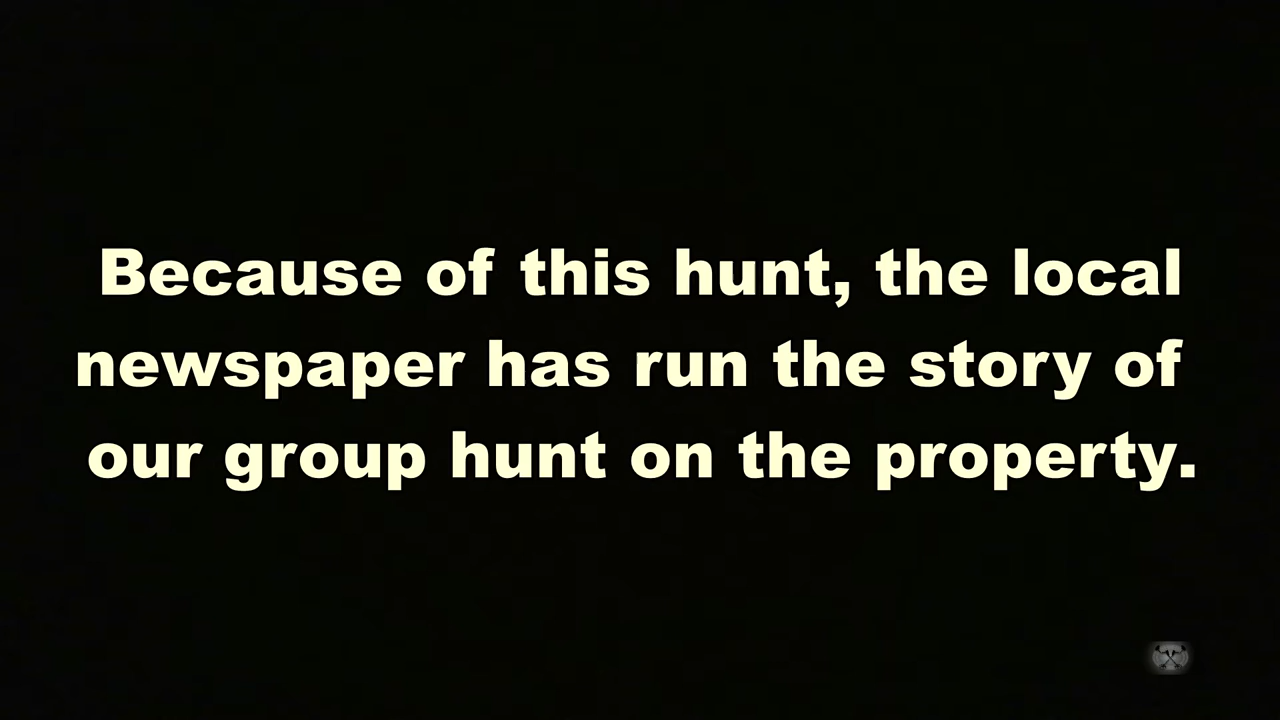 Because of this hunt, the local
newspaper has run the story of
our group hunt on the property.